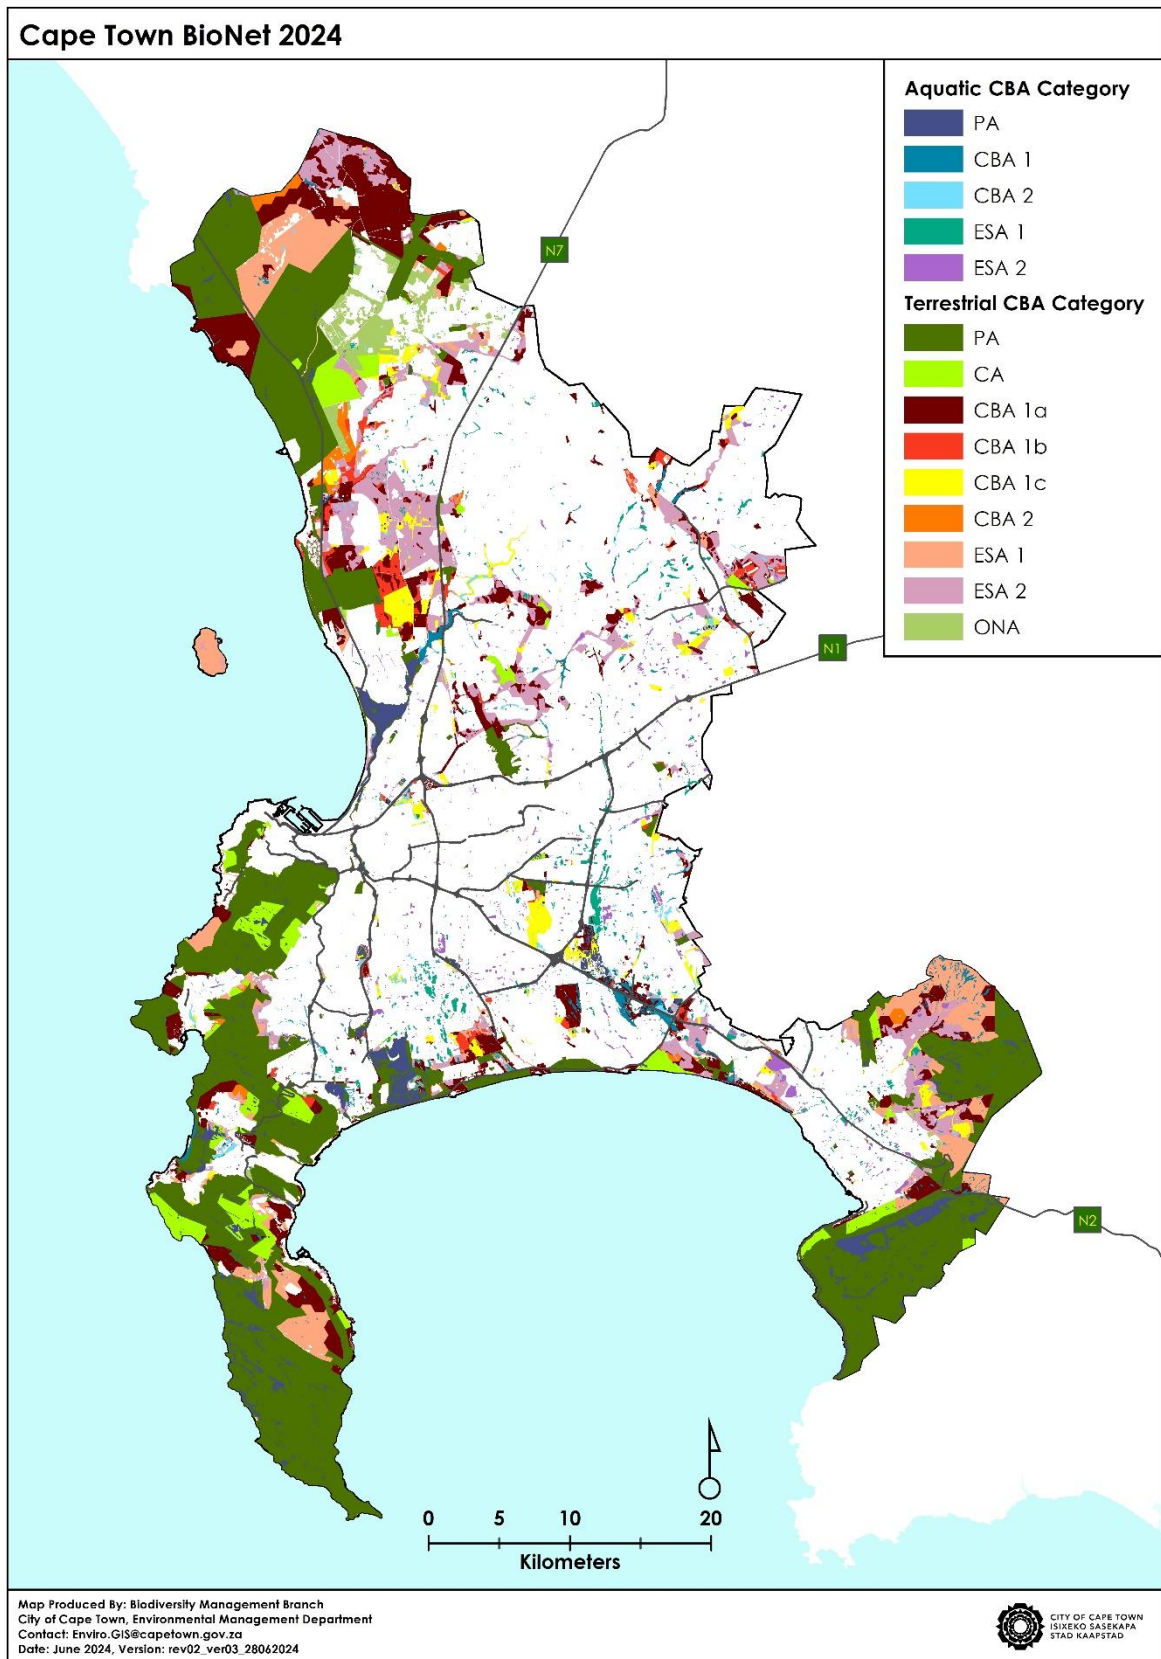 Cape Town BioNet 2024
Aquatic CBA Category
PA
CBA 1
CBA 2
ESA 1
ESA 2
Terrestrial CBA Category
PA
CA
CBA 1a
CBA 1b
CBA 1c
CBA 2
ESA 1
ESA 2
ONA
N7
N1
N2
0 5 10 20
Kilometers
Map Produced By: Biodiversity Management Branch
City of Cape Town, Environmental Management Department
Contact: Enviro.GIS@capetown.gov.za
Date: June 2024, Version: rev02_ver03_28062024
CITY OF CAPE TOWN
ISIXEKO SASEKAPA
STAD KAAPSTAD